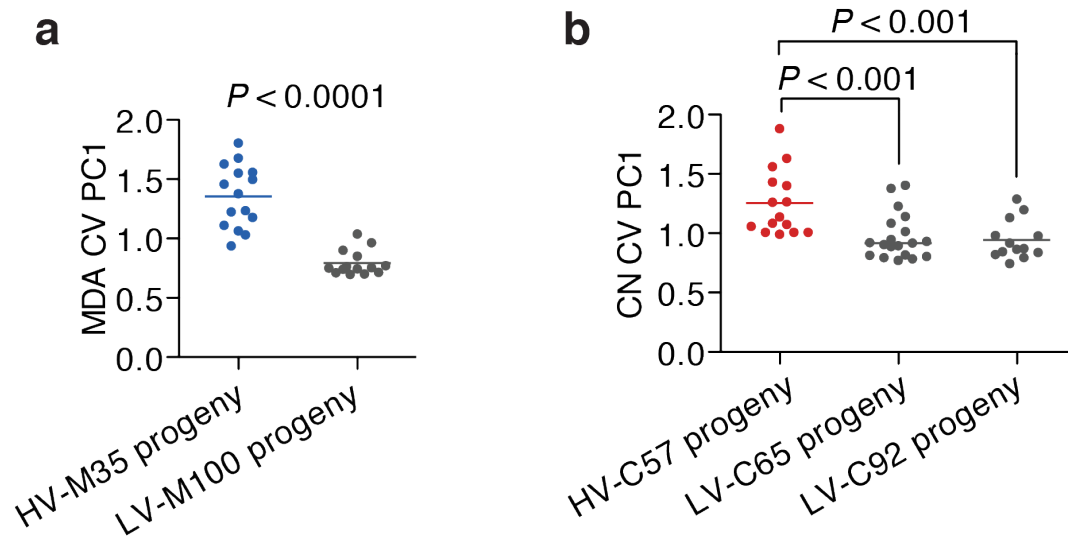 a
P < 0.0001
MDA CV PC1
2.0
1.5
1.0
0.5
0.0
HV-M35 progeny
LV-M100 progeny
b
P < 0.001
P < 0.001
CN CV PC1
2.0
1.5
1.0
0.5
0.0
HV-C57 progeny
LV-C65 progeny
LV-C92 progeny